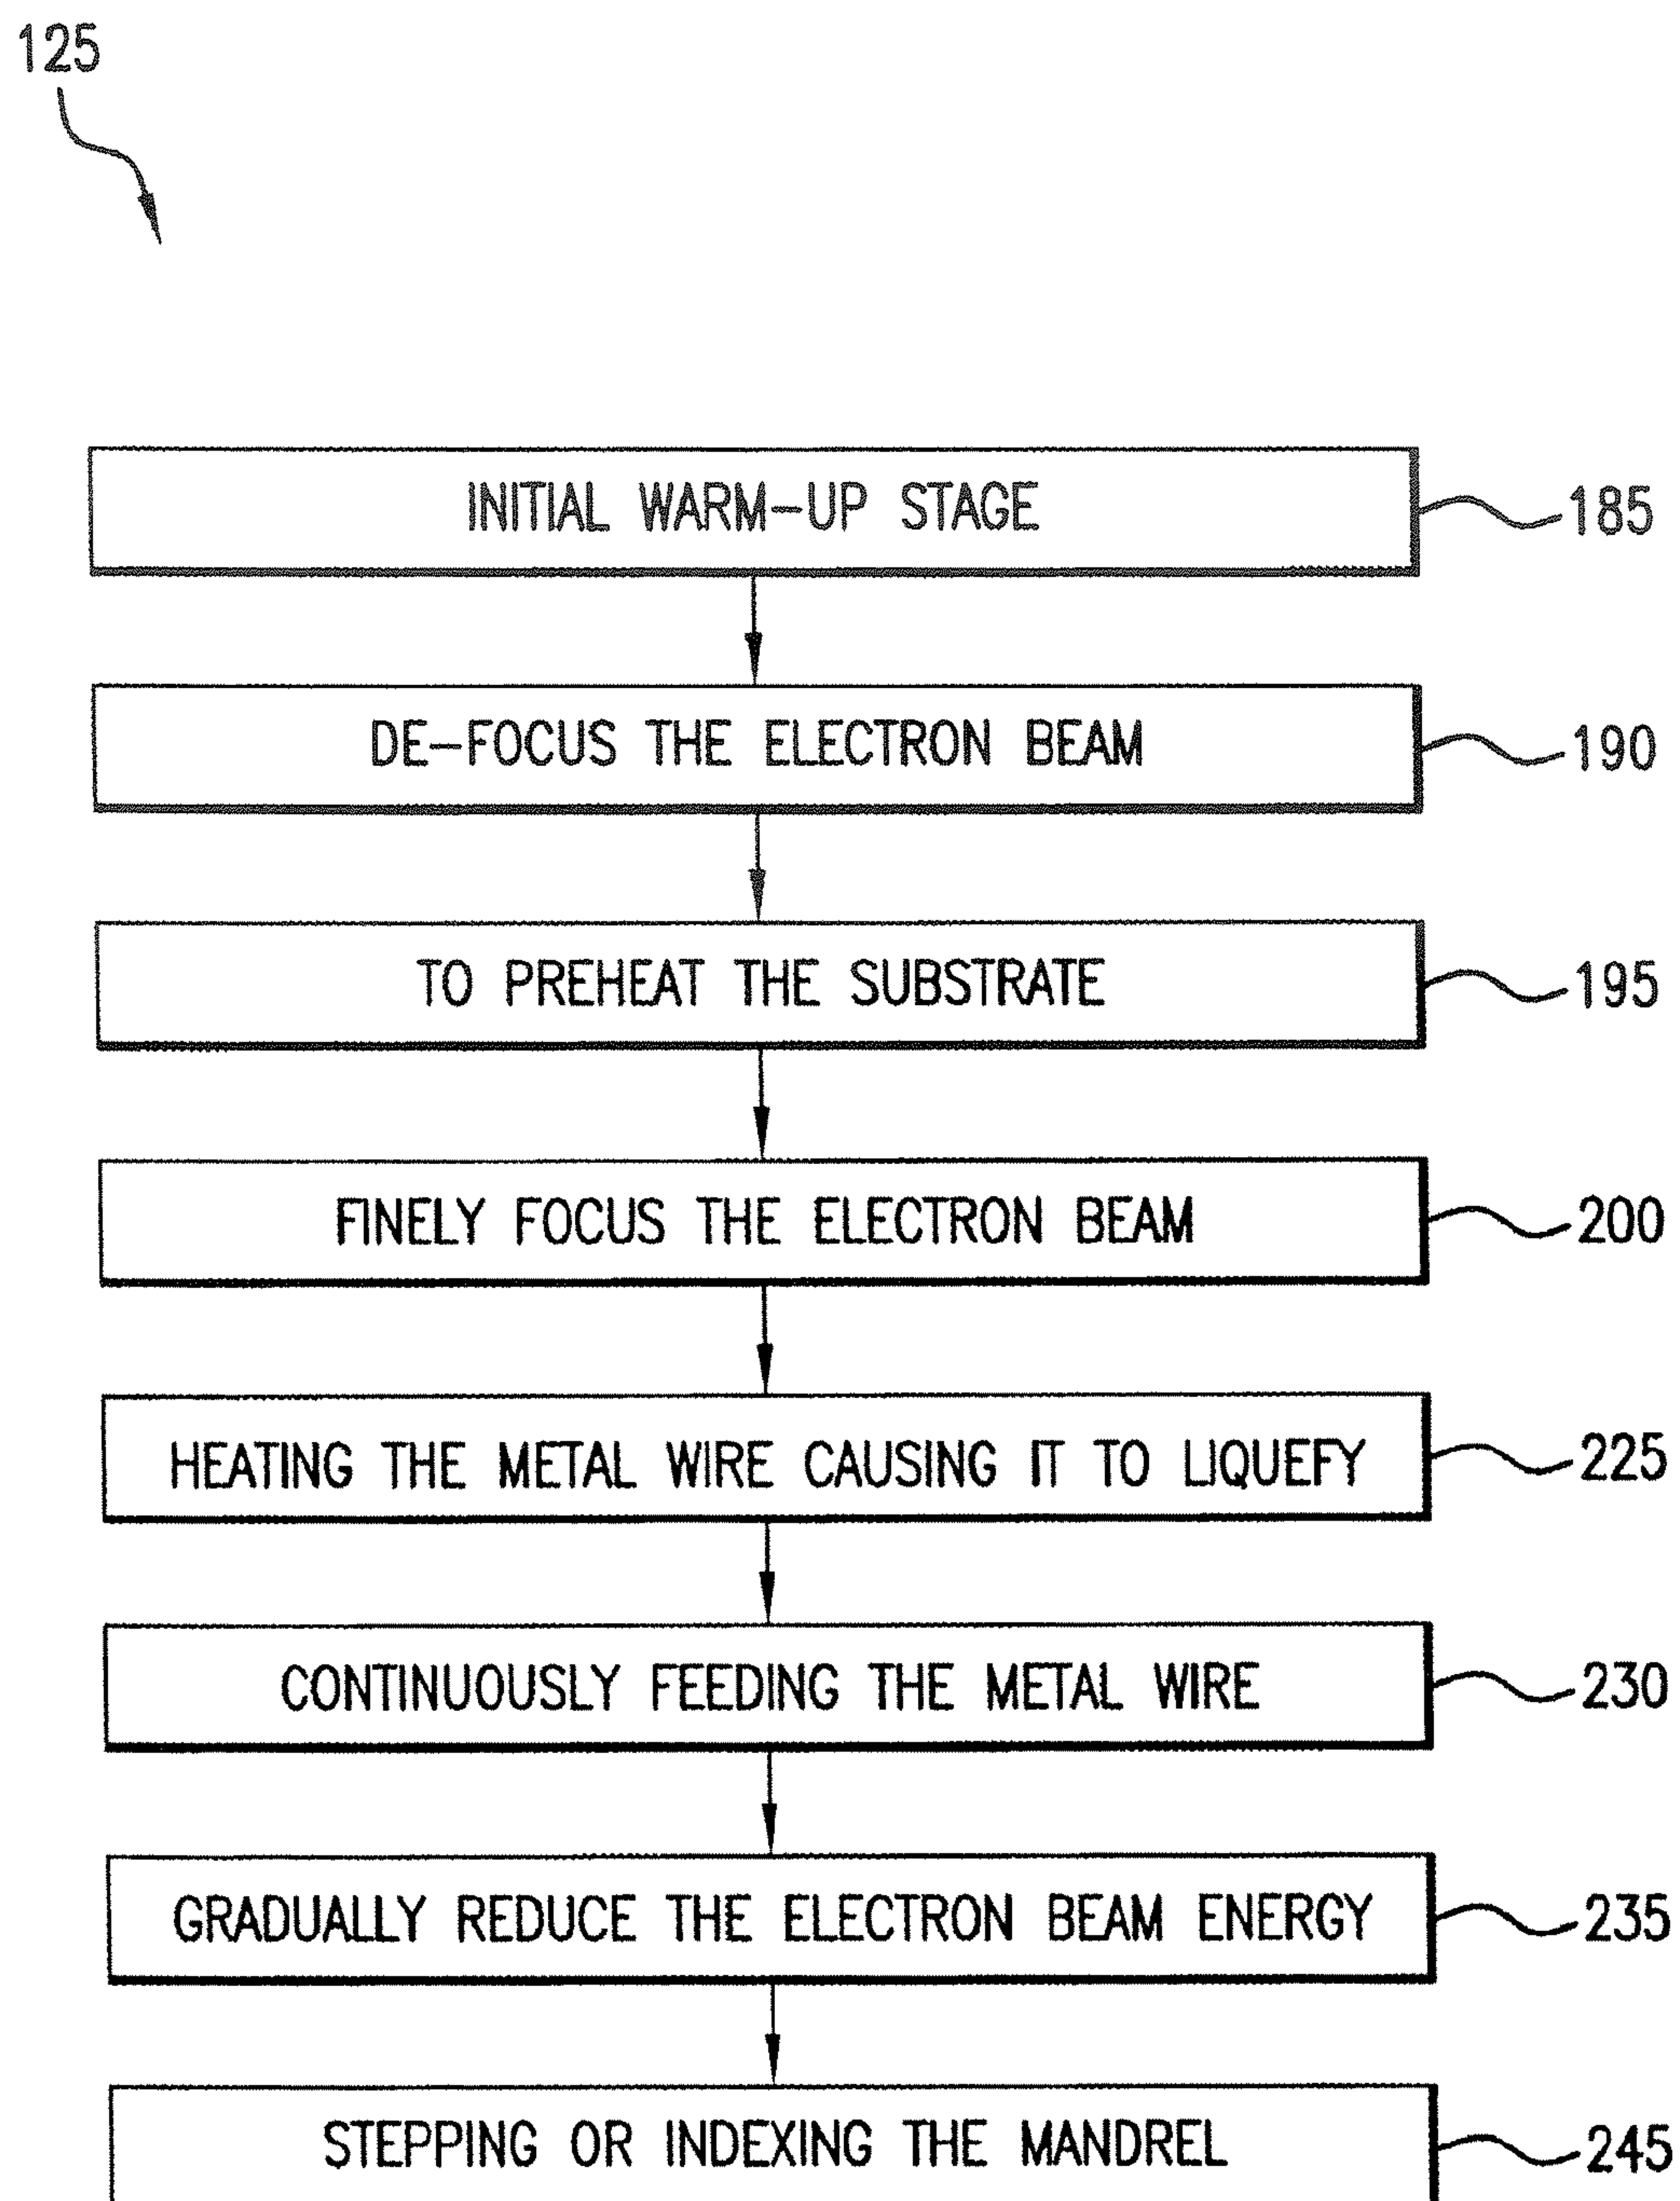 125
INITIAL WARM-UP STAGE
185
DE-FOCUS THE ELECTRON BEAM
190
TO PREHEAT THE SUBSTRATE
195
FINELY FOCUS THE ELECTRON BEAM
200
HEATING THE METAL WIRE CAUSING IT TO LIQUEFY
225
CONTINUOUSLY FEEDING THE METAL WIRE
230
GRADUALLY REDUCE THE ELECTRON BEAM ENERGY
235
STEPPING OR INDEXING THE MANDREL
245